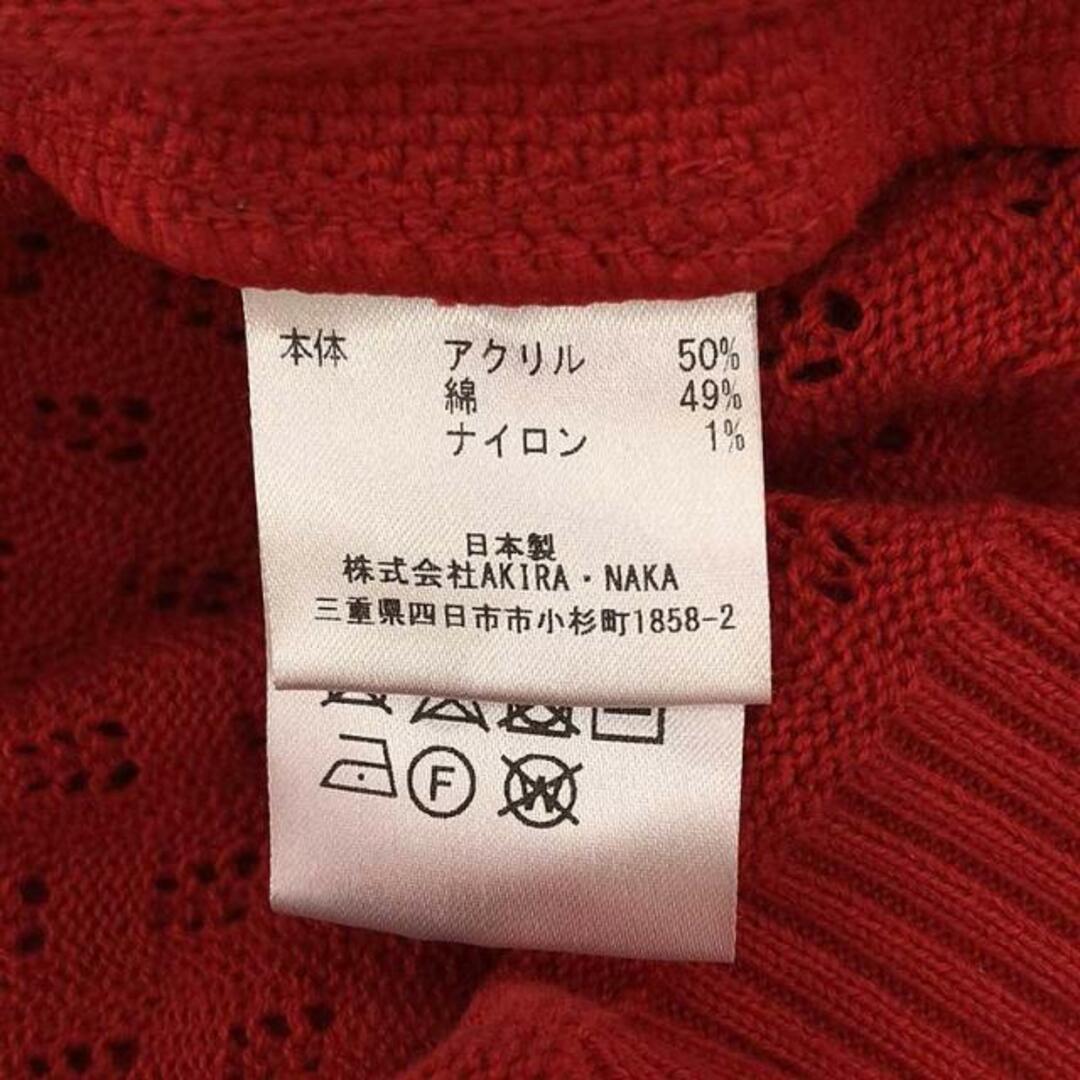 本体 アクリル 50%
綿 49%
ナイロン 1%
日本製
株式会社AKIRA・NAKA
三重県四日市市小杉町1858-2
F W